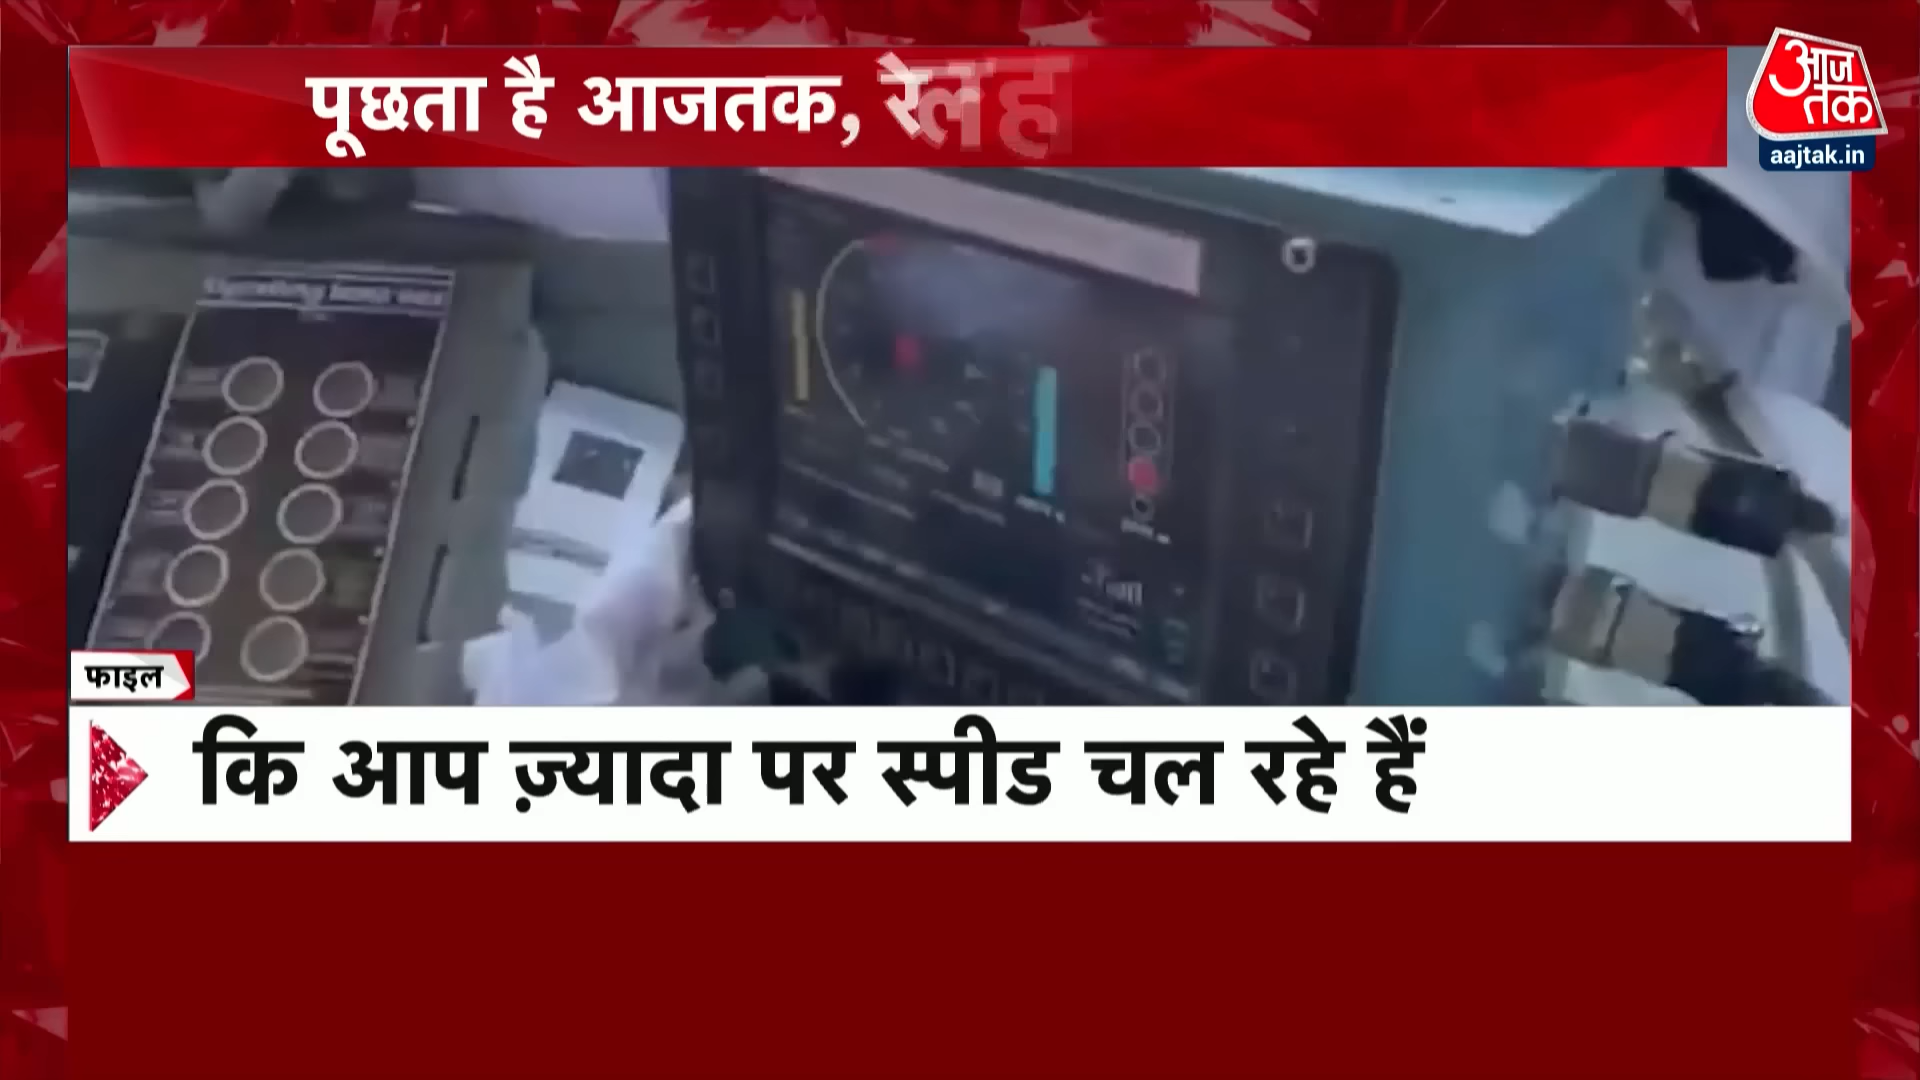 पूछता है आजतक, रेल ह
आज
तक
aajtak.in
फाइल
कि आप ज़्यादा पर स्पीड चल रहे हैं